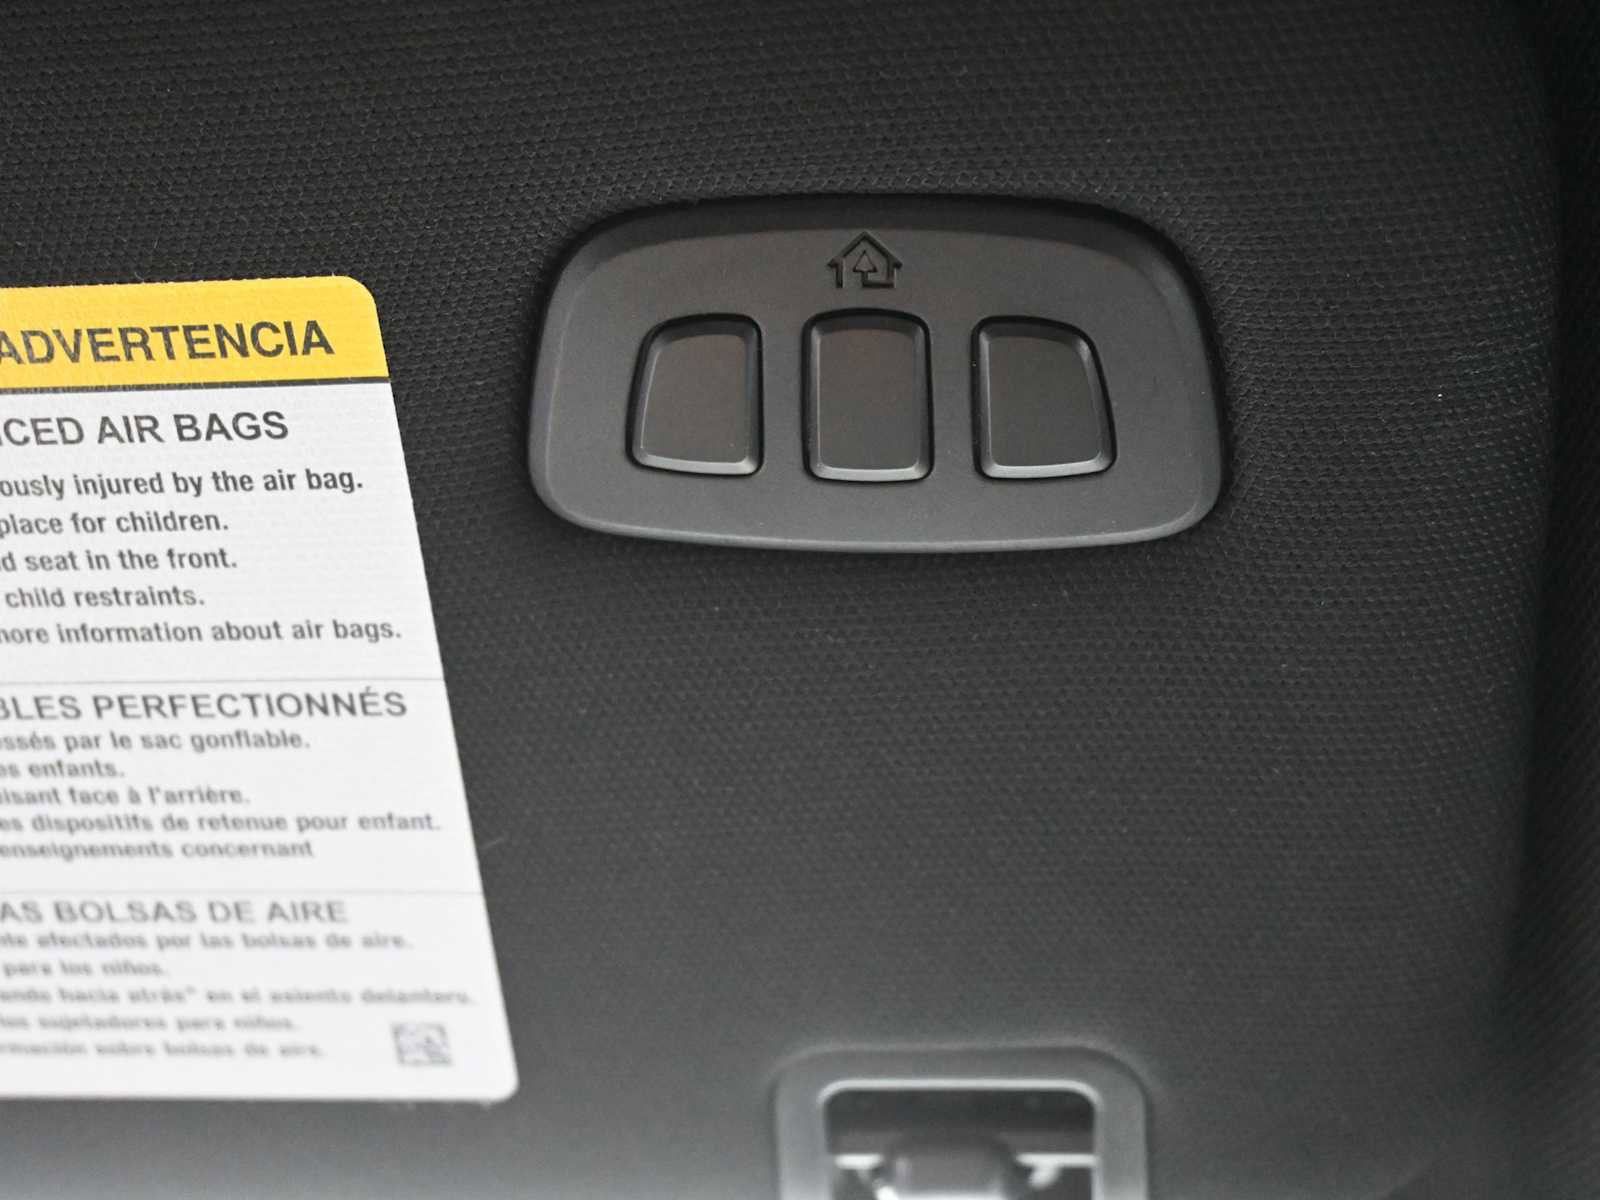 ADVERTENCIA
CED AIR BAGS
ously injured by the air bag.
place for children.
d seat in the front.
child restraints.
more information about air bags.
BLES PERFECTIONNÉS
ssés par le sac gonflable.
es enfants.
isant face à l'arrière.
es dispositifs de retenue pour enfant.
enseignements concernant
AS BOLSAS DE AIRE
nte afectados por las bolsas de aire.
para los niños.
endo hacia atrás" en el asiento delantero.
los sujetadores para niños.
rmación sobre bolsas de aire.